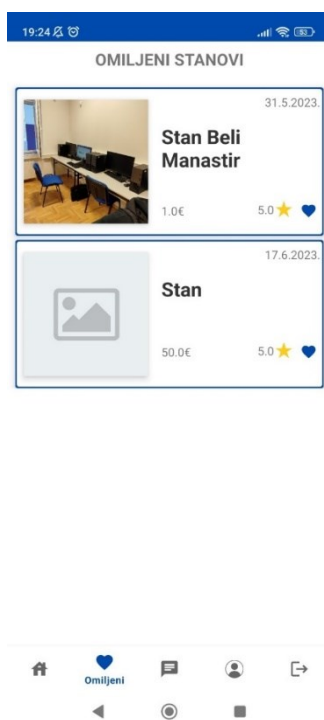 19:24
OMILJENI STANOVI
31.5.2023.
Stan Beli
Manastir
1.0€ 5.0
17.6.2023.
Stan
50.0€ 5.0
Omiljeni